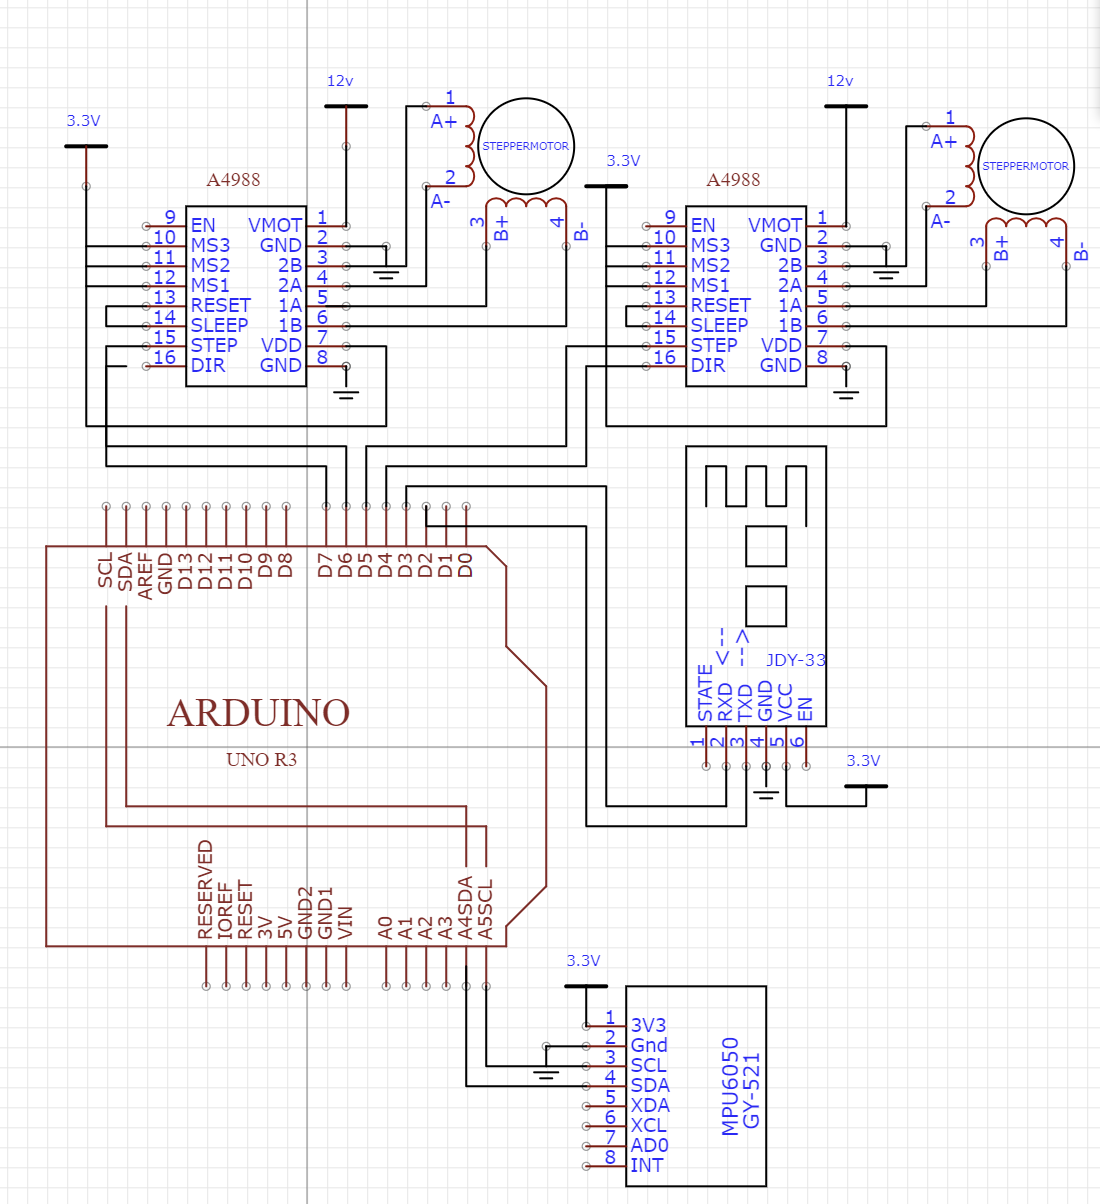 12v
12v
3.3V
3.3V
A4988
9 EN
10 MS3
11 MS2
12 MS1
13 RESET
14 SLEEP
15 STEP
16 DIR
VMOT 1
GND 2
2B 3
2A 4
1A 5
1B 6
VDD 7
GND 8
1
A+
2
A-
STEPPERMOTOR
3
B+
4
B-
A4988
9 EN
10 MS3
11 MS2
12 MS1
13 RESET
14 SLEEP
15 STEP
16 DIR
VMOT 1
GND 2
2B 3
2A 4
1A 5
1B 6
VDD 7
GND 8
1
A+
2
A-
STEPPERMOTOR
3
B+
4
B-
SCL
SDA
AREF
GND
D13
D12
D11
D10
D9
D8
D7
D6
D5
D4
D3
D2
D1
D0
ARDUINO
UNO R3
RESERVED
IOREF
RESET
3V
5V
GND2
GND1
VIN
A0
A1
A2
A3
A4SDA
A5SCL
JDY-33
STATE
RXD <--
TXD -->
GND
VCC
EN
1
2
3
4
5
6
3.3V
3.3V
1 3V3
2 Gnd
3 SCL
4 SDA
5 XDA
6 XCL
7 AD0
8 INT
MPU6050
GY-521